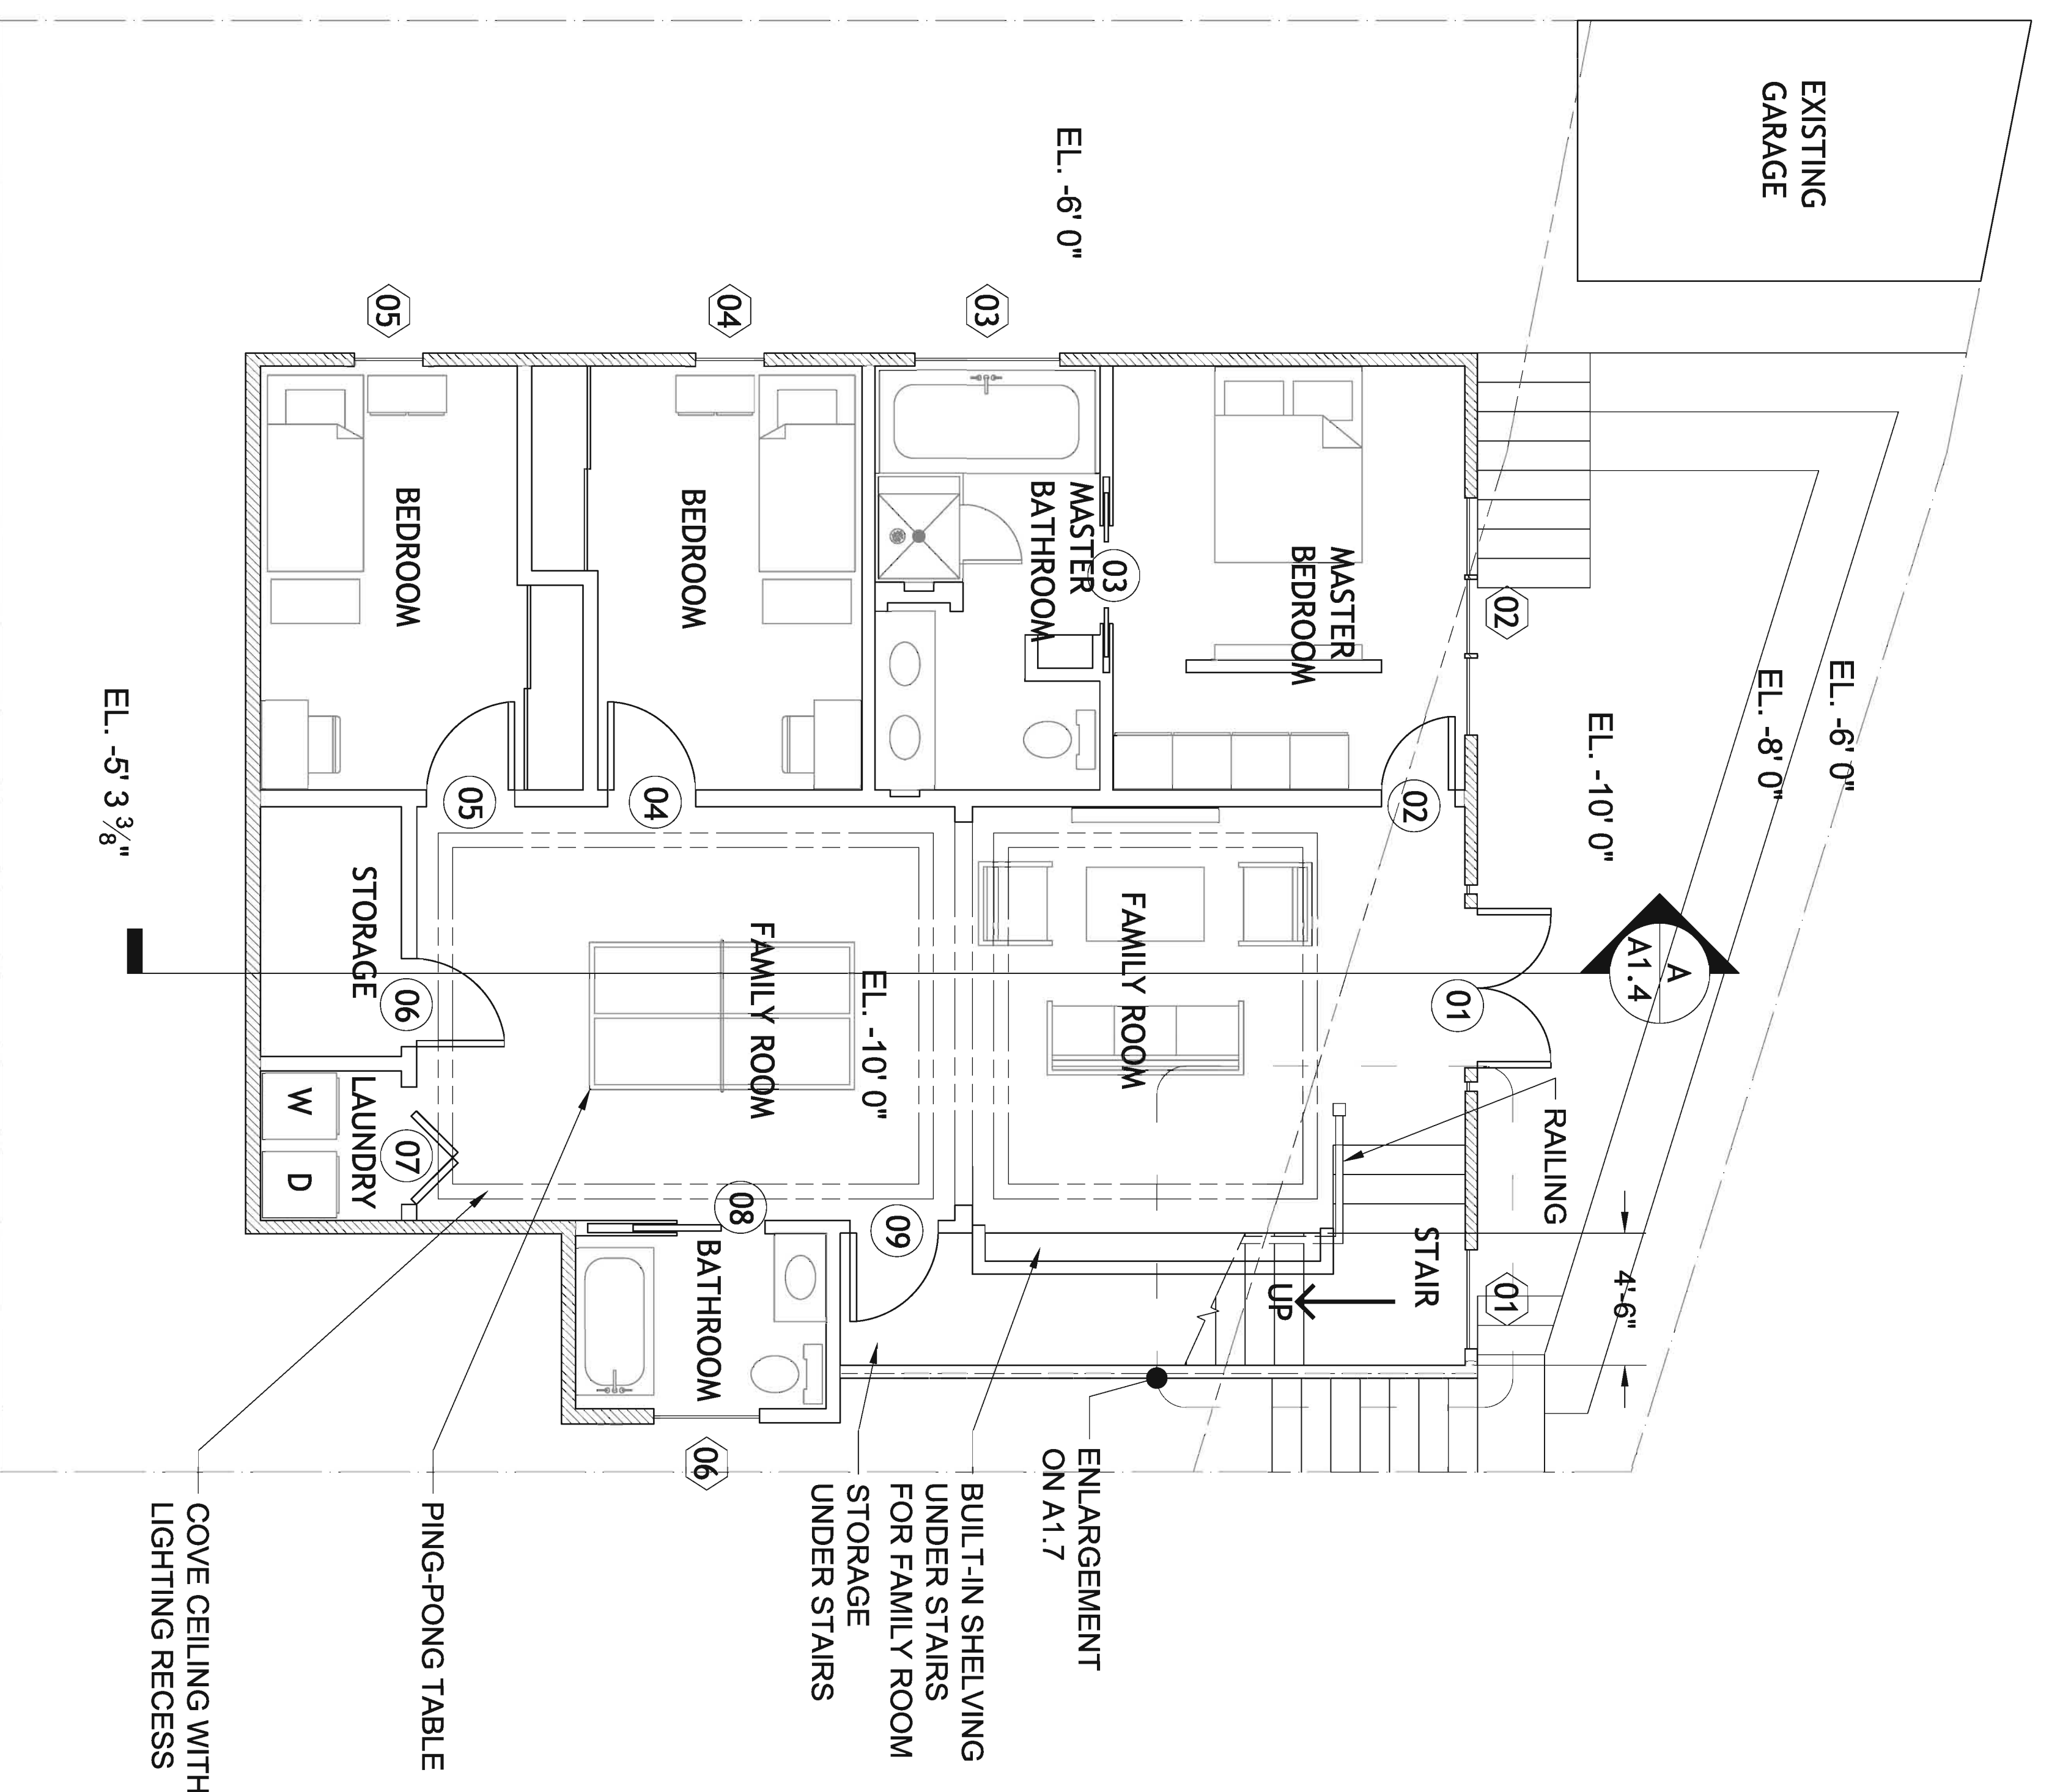 EXISTING
GARAGE
EL. -6' 0"
EL. -8' 0"
EL. -10' 0"
A
A1.4
4'-6"
RAILING
02
01
01
02
STAIR
UP
MASTER
BEDROOM
FAMILY ROOM
03
MASTER
BATHROOM
EL. -6' 0"
ENLARGEMENT
ON A1.7
03
BUILT-IN SHELVING
UNDER STAIRS
FOR FAMILY ROOM
STORAGE
UNDER STAIRS
09
EL. -10' 0"
FAMILY ROOM
08
04
BEDROOM
04
BATHROOM
06
05
BEDROOM
05
06
07
STORAGE
LAUNDRY
W
D
PING-PONG TABLE
COVE CEILING WITH
LIGHTING RECESS
EL. -5' 3 3/8"